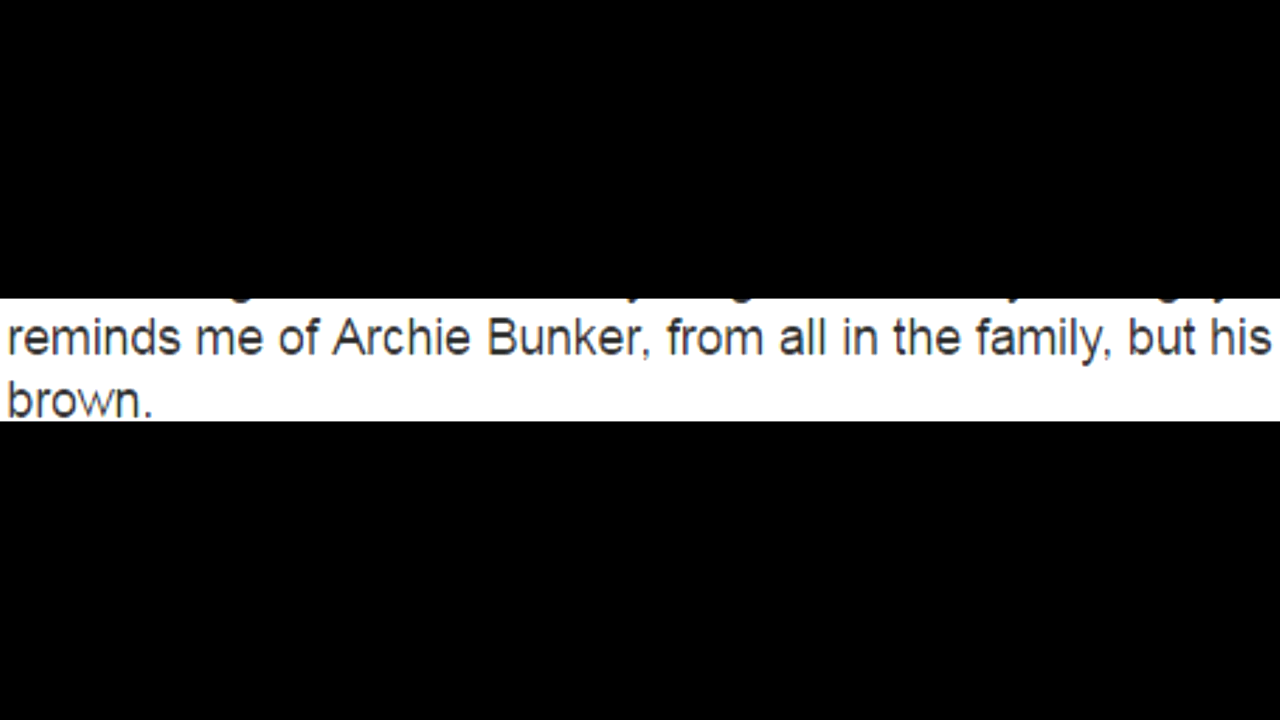 reminds me of Archie Bunker, from all in the family, but his
brown.